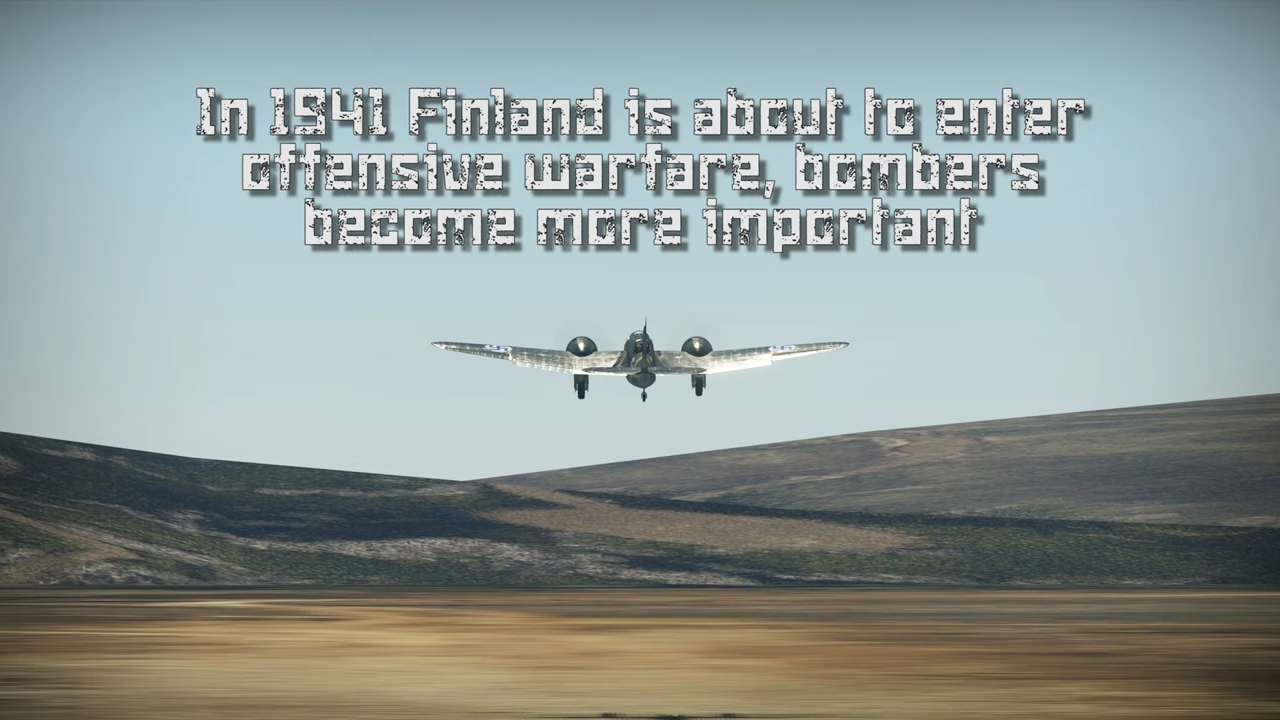 In 1941 Finland is about to enter
offensive warfare, bombers
become more important